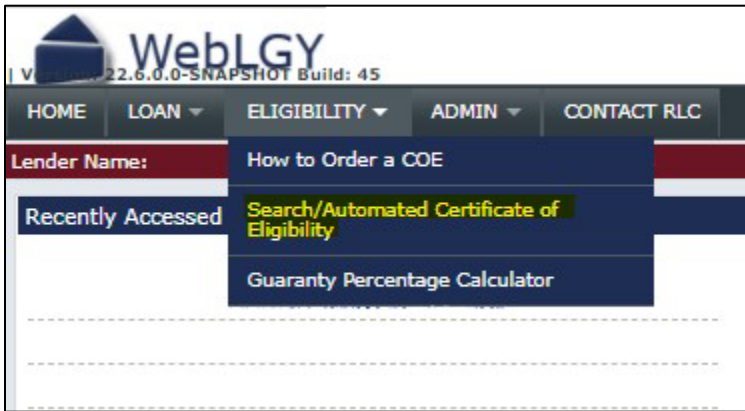 WebLGY
| V 22.6.0.0-SNAPSHOT Build: 45
HOME LOAN ELIGIBILITY ADMIN CONTACT RLC
Lender Name:
How to Order a COE
Recently Accessed
Search/Automated Certificate of
Eligibility
Guaranty Percentage Calculator